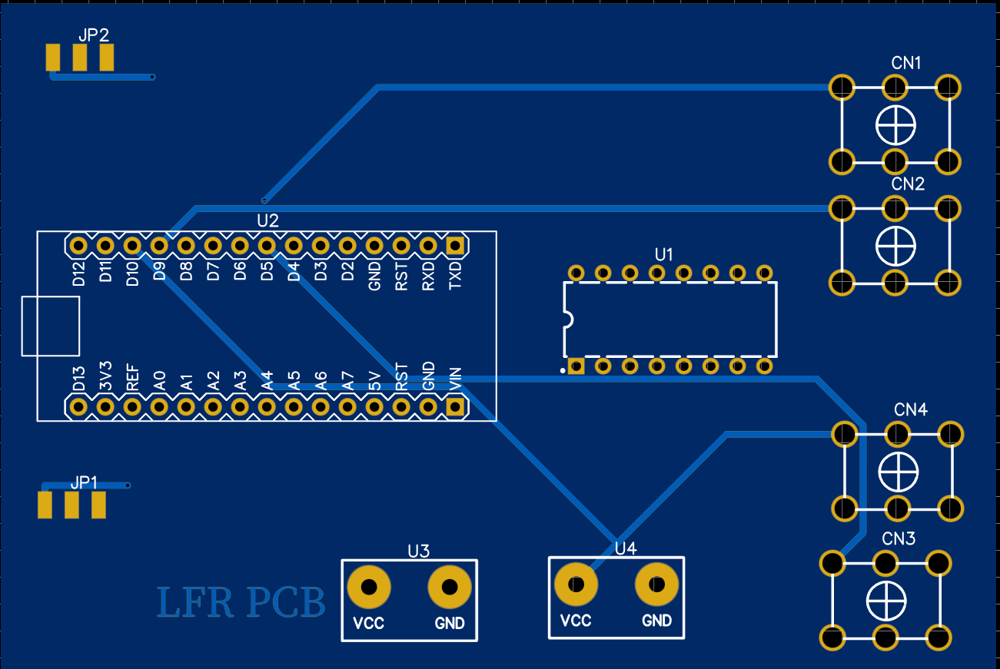 JP2
CN1
CN2
U2
D12 D11 D10 D9 D8 D7 D6 D5 D4 D3 D2 GND RST RXD TXD
U1
D13 3V3 REF A0 A1 A2 A3 A4 A5 A6 A7 5V RST GND VIN
CN4
JP1
CN3
U3
U4
LFR PCB
VCC GND
VCC GND